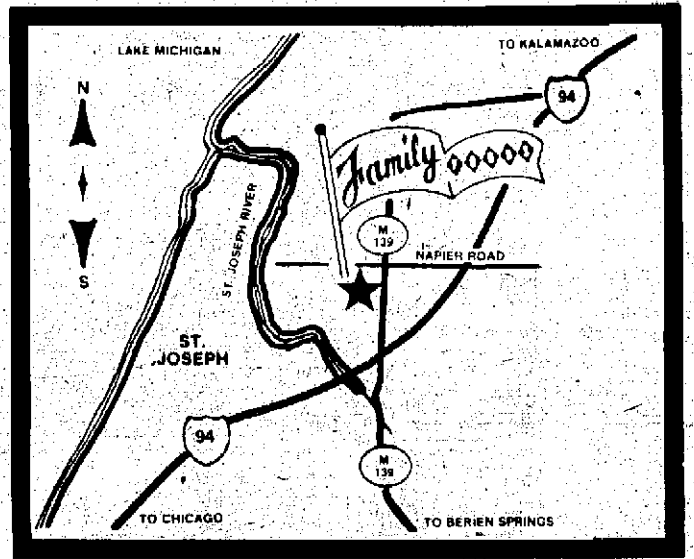 LAKE MICHIGAN
TO KALAMAZOO
94
N
S
Family
M
139
NAPIER ROAD
ST. JOSEPH RIVER
ST.
JOSEPH
94
M
139
TO CHICAGO
TO BERIEN SPRINGS